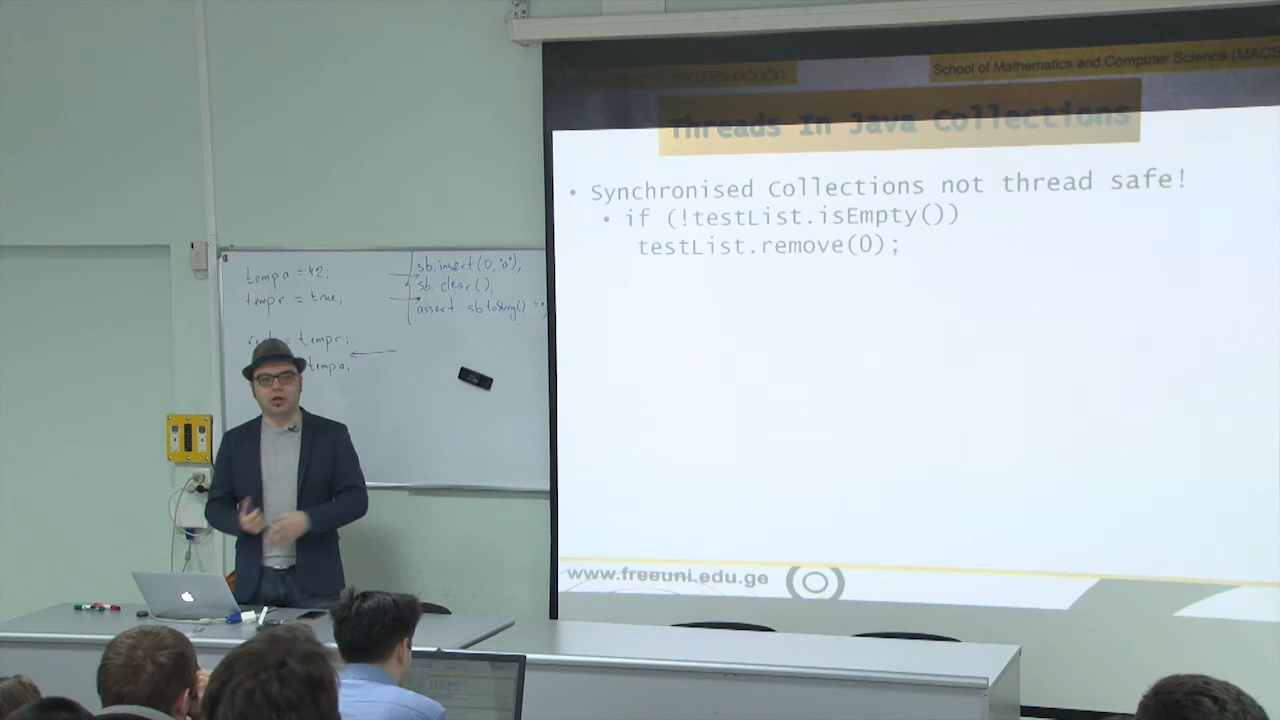 School of Mathematics and Computer Science (MACS
Threads In Java Collections
• Synchronised Collections not thread safe!
• if (!testList.isEmpty())
testList.remove(0);
www.freeuni.edu.ge
tempa = 42;
tempr = true;
= tempr;
tempa;
sb.insert(0,"a");
sb.clear();
assert sb.toString()